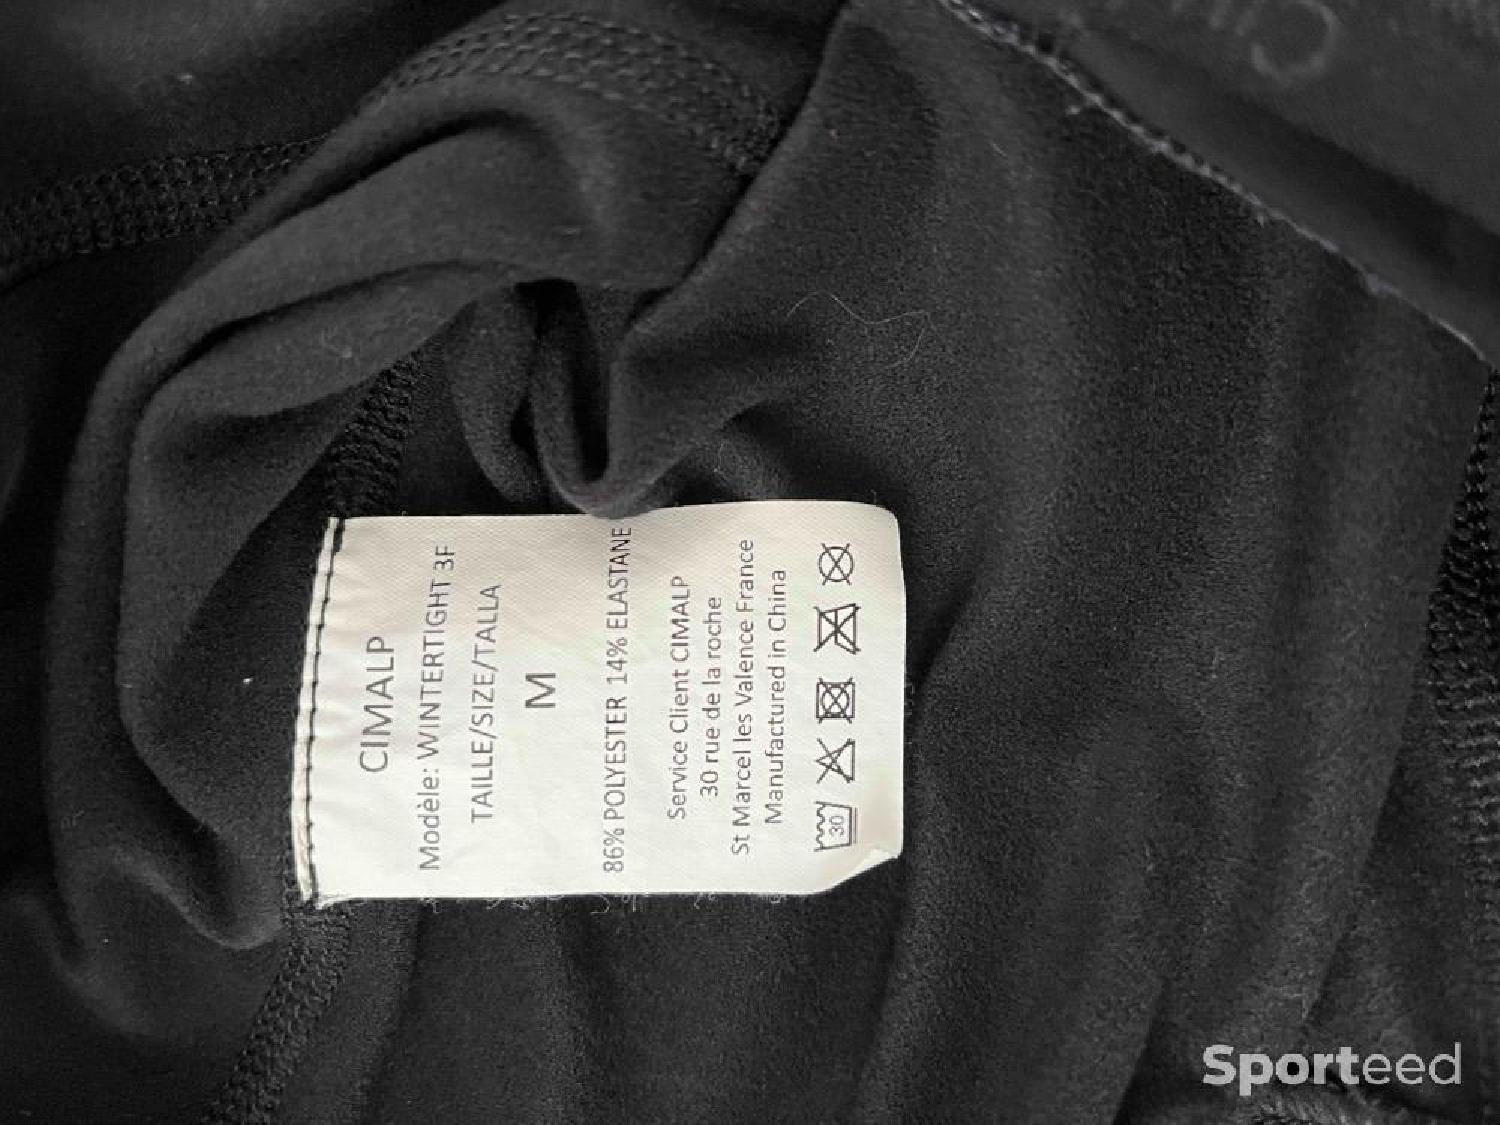 CIMALP
Modèle: WINTERTIGHT 3F
TAILLE/SIZE/TALLA
M
86% POLYESTER 14% ELASTANE
Service Client CIMALP
30 rue de la roche
St Marcel les Valence France
Manufactured in China
30
Sporteed